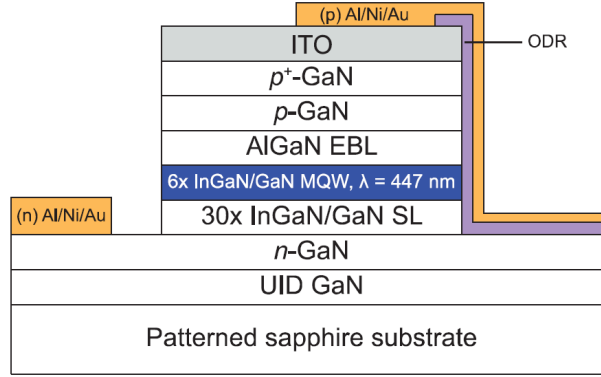 (p) Al/Ni/Au
ITO
ODR
p⁺-GaN
p-GaN
AlGaN EBL
6x InGaN/GaN MQW, λ = 447 nm
(n) Al/Ni/Au
30x InGaN/GaN SL
n-GaN
UID GaN
Patterned sapphire substrate